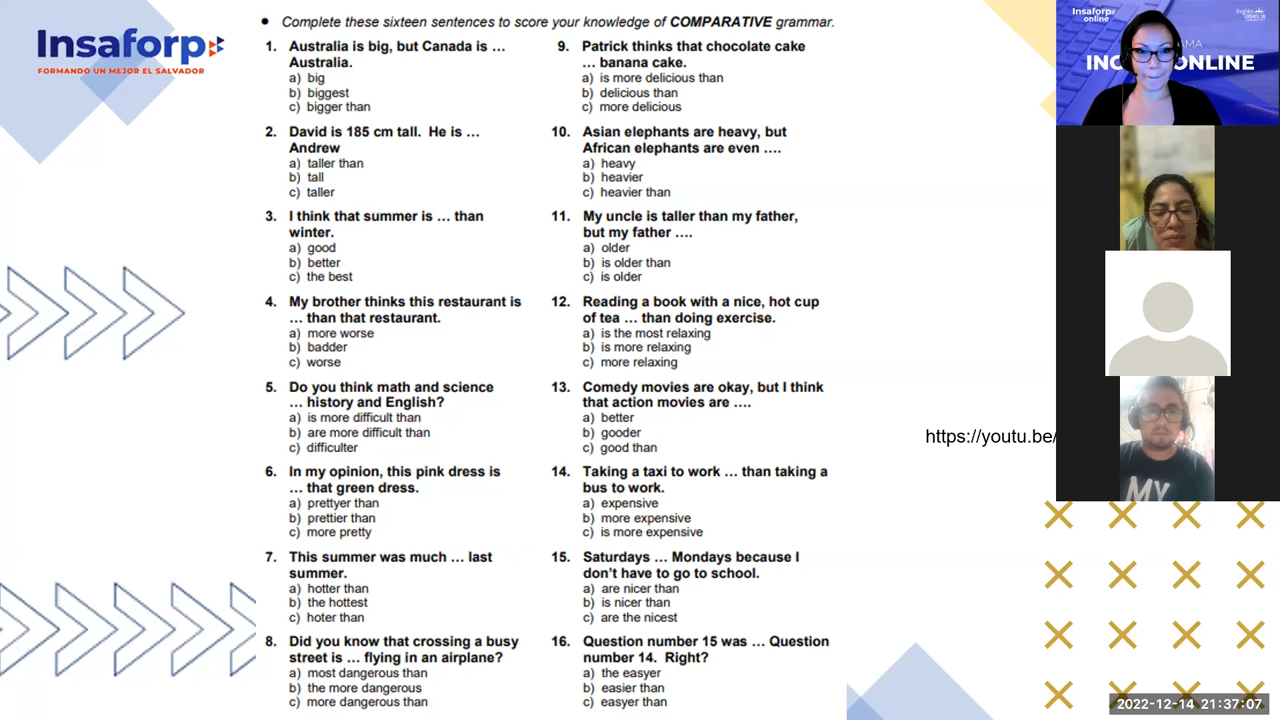 Insaforp
FORMANDO UN MEJOR EL SALVADOR
● Complete these sixteen sentences to score your knowledge of COMPARATIVE grammar.
1. Australia is big, but Canada is …
Australia.
a) big
b) biggest
c) bigger than
2. David is 185 cm tall. He is …
Andrew
a) taller than
b) tall
c) taller
3. I think that summer is … than
winter.
a) good
b) better
c) the best
4. My brother thinks this restaurant is
… than that restaurant.
a) more worse
b) badder
c) worse
5. Do you think math and science
… history and English?
a) is more difficult than
b) are more difficult than
c) difficulter
6. In my opinion, this pink dress is
… that green dress.
a) prettyer than
b) prettier than
c) more pretty
7. This summer was much … last
summer.
a) hotter than
b) the hottest
c) hoter than
8. Did you know that crossing a busy
street is … flying in an airplane?
a) most dangerous than
b) the more dangerous
c) more dangerous than
9. Patrick thinks that chocolate cake
… banana cake.
a) is more delicious than
b) delicious than
c) more delicious
10. Asian elephants are heavy, but
African elephants are even ….
a) heavy
b) heavier
c) heavier than
11. My uncle is taller than my father,
but my father ….
a) older
b) is older than
c) is older
12. Reading a book with a nice, hot cup
of tea … than doing exercise.
a) is the most relaxing
b) is more relaxing
c) more relaxing
13. Comedy movies are okay, but I think
that action movies are ….
a) better
b) gooder
c) good than
14. Taking a taxi to work … than taking a
bus to work.
a) expensive
b) more expensive
c) is more expensive
15. Saturdays … Mondays because I
don't have to go to school.
a) are nicer than
b) is nicer than
c) are the nicest
16. Question number 15 was … Question
number 14. Right?
a) the easyer
b) easier than
c) easyer than
https://youtu.be/
Insaforp
online
ONLINE
MY
2022-12-14 21:37:07